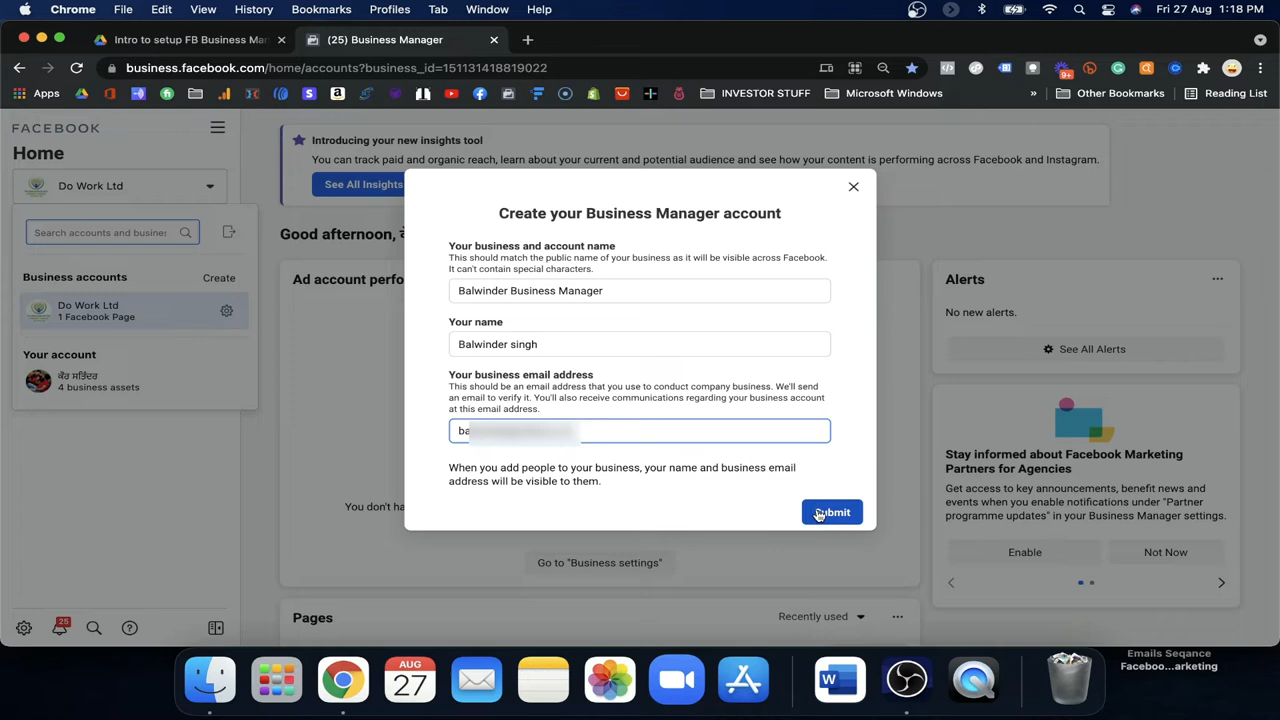 Chrome File Edit View History Bookmarks Profiles Tab Window Help Fri 27 Aug 1:18 PM
Intro to setup FB Business Mar
(25) Business Manager
business.facebook.com/home/accounts?business_id=151131418819022
9+
Apps
INVESTOR STUFF
Microsoft Windows
»
Other Bookmarks
Reading List
FACEBOOK
Home
Do Work Ltd
Search accounts and busines
Business accounts
Create
Do Work Ltd
1 Facebook Page
Your account
ਕੌਰ ਸਤਿੰਦਰ
4 business assets
25
Introducing your new insights tool
You can track paid and organic reach, learn about your current and potential audience and see how your content is performing across Facebook and Instagram.
See All Insights
Good afternoon,
Ad account perfo
You don't ha
Go to "Business settings"
Pages
Recently used
Create your Business Manager account
Your business and account name
This should match the public name of your business as it will be visible across Facebook.
It can't contain special characters.
Balwinder Business Manager
Your name
Balwinder singh
Your business email address
This should be an email address that you use to conduct company business. We'll send
an email to verify it. You'll also receive communications regarding your business account
at this email address.
ba
When you add people to your business, your name and business email
address will be visible to them.
Submit
Alerts
No new alerts.
See All Alerts
Stay informed about Facebook Marketing
Partners for Agencies
Get access to key announcements, benefit news and
events when you enable notifications under "Partner
programme updates" in your Business Manager settings.
Enable
Not Now
Emails Seqance
Faceboo...arketing
AUG
27